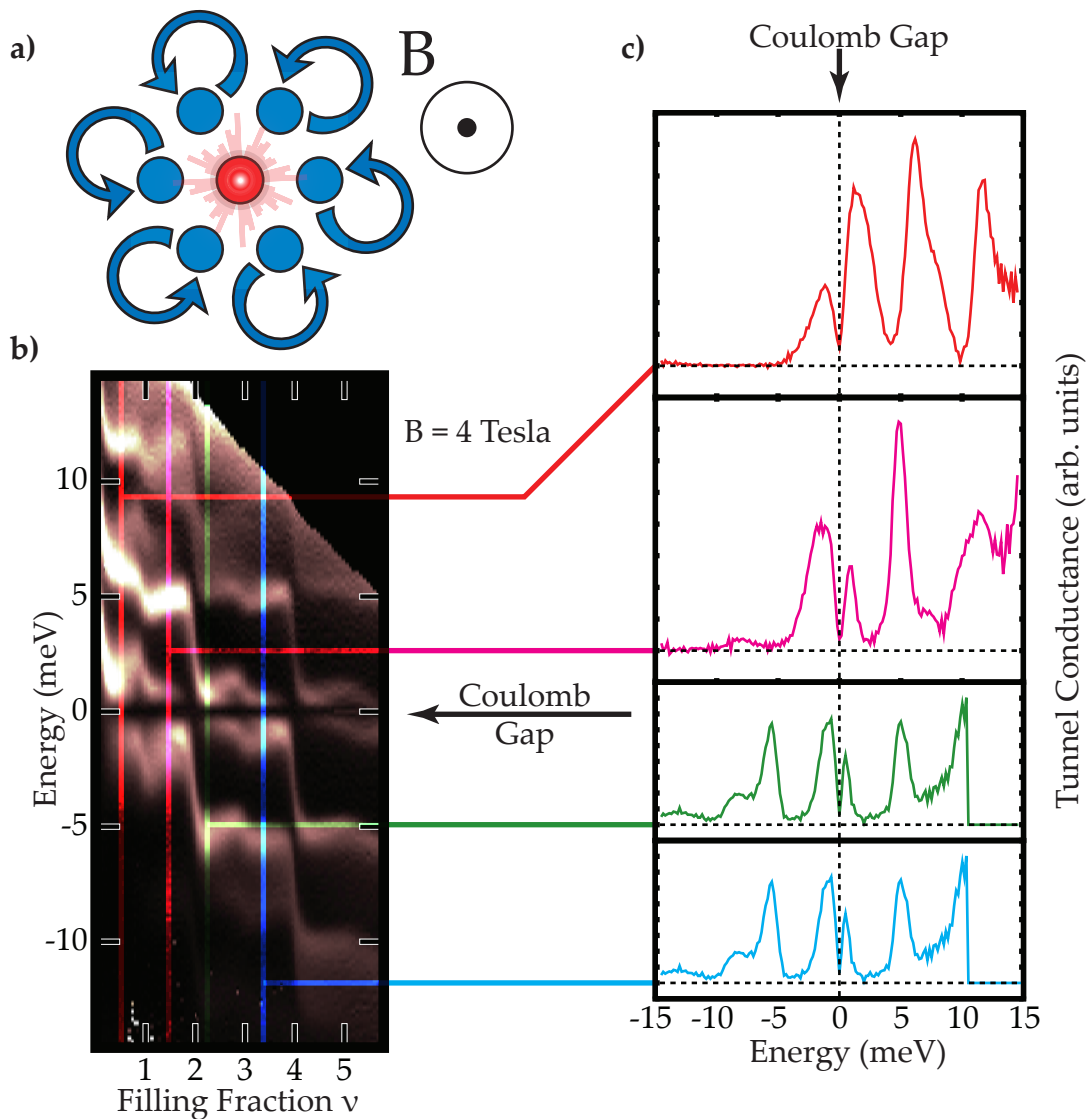 a)
B
c)
Coulomb Gap
b)
B = 4 Tesla
10
5
0
-5
-10
Energy (meV)
1 2 3 4 5
Filling Fraction ν
Coulomb
Gap
Tunnel Conductance (arb. units)
-15 -10 -5 0 5 10 15
Energy (meV)